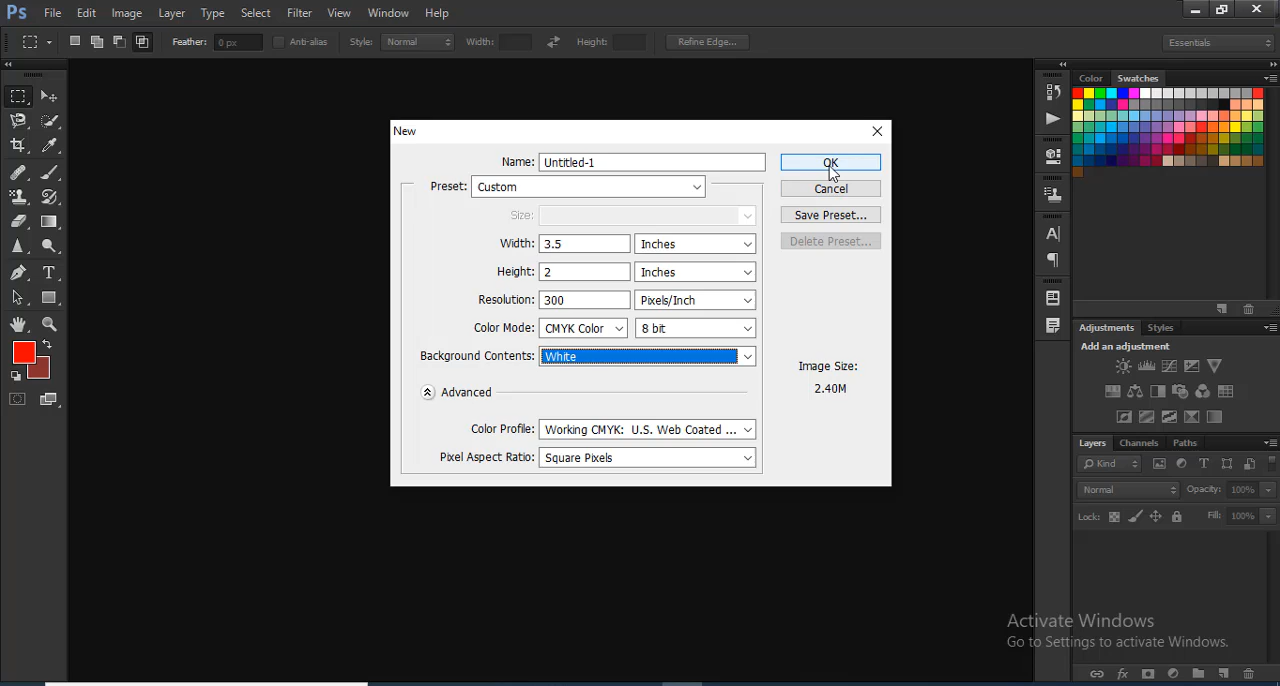 Ps File Edit Image Layer Type Select Filter View Window Help
Feather: 0 px Anti-alias Style: Normal Width: Height: Refine Edge... Essentials
Color Swatches
New
Name: Untitled-1 OK
Preset: Custom Cancel
Size: Save Preset...
Width: 3.5 Inches Delete Preset...
Height: 2 Inches
Resolution: 300 Pixels/Inch
Color Mode: CMYK Color 8 bit
Background Contents: White
Image Size:
2.40M
Advanced
Color Profile: Working CMYK: U.S. Web Coated ...
Pixel Aspect Ratio: Square Pixels
Adjustments Styles
Add an adjustment
Layers Channels Paths
Kind
Normal Opacity: 100%
Lock: Fill: 100%
Activate Windows
Go to Settings to activate Windows.